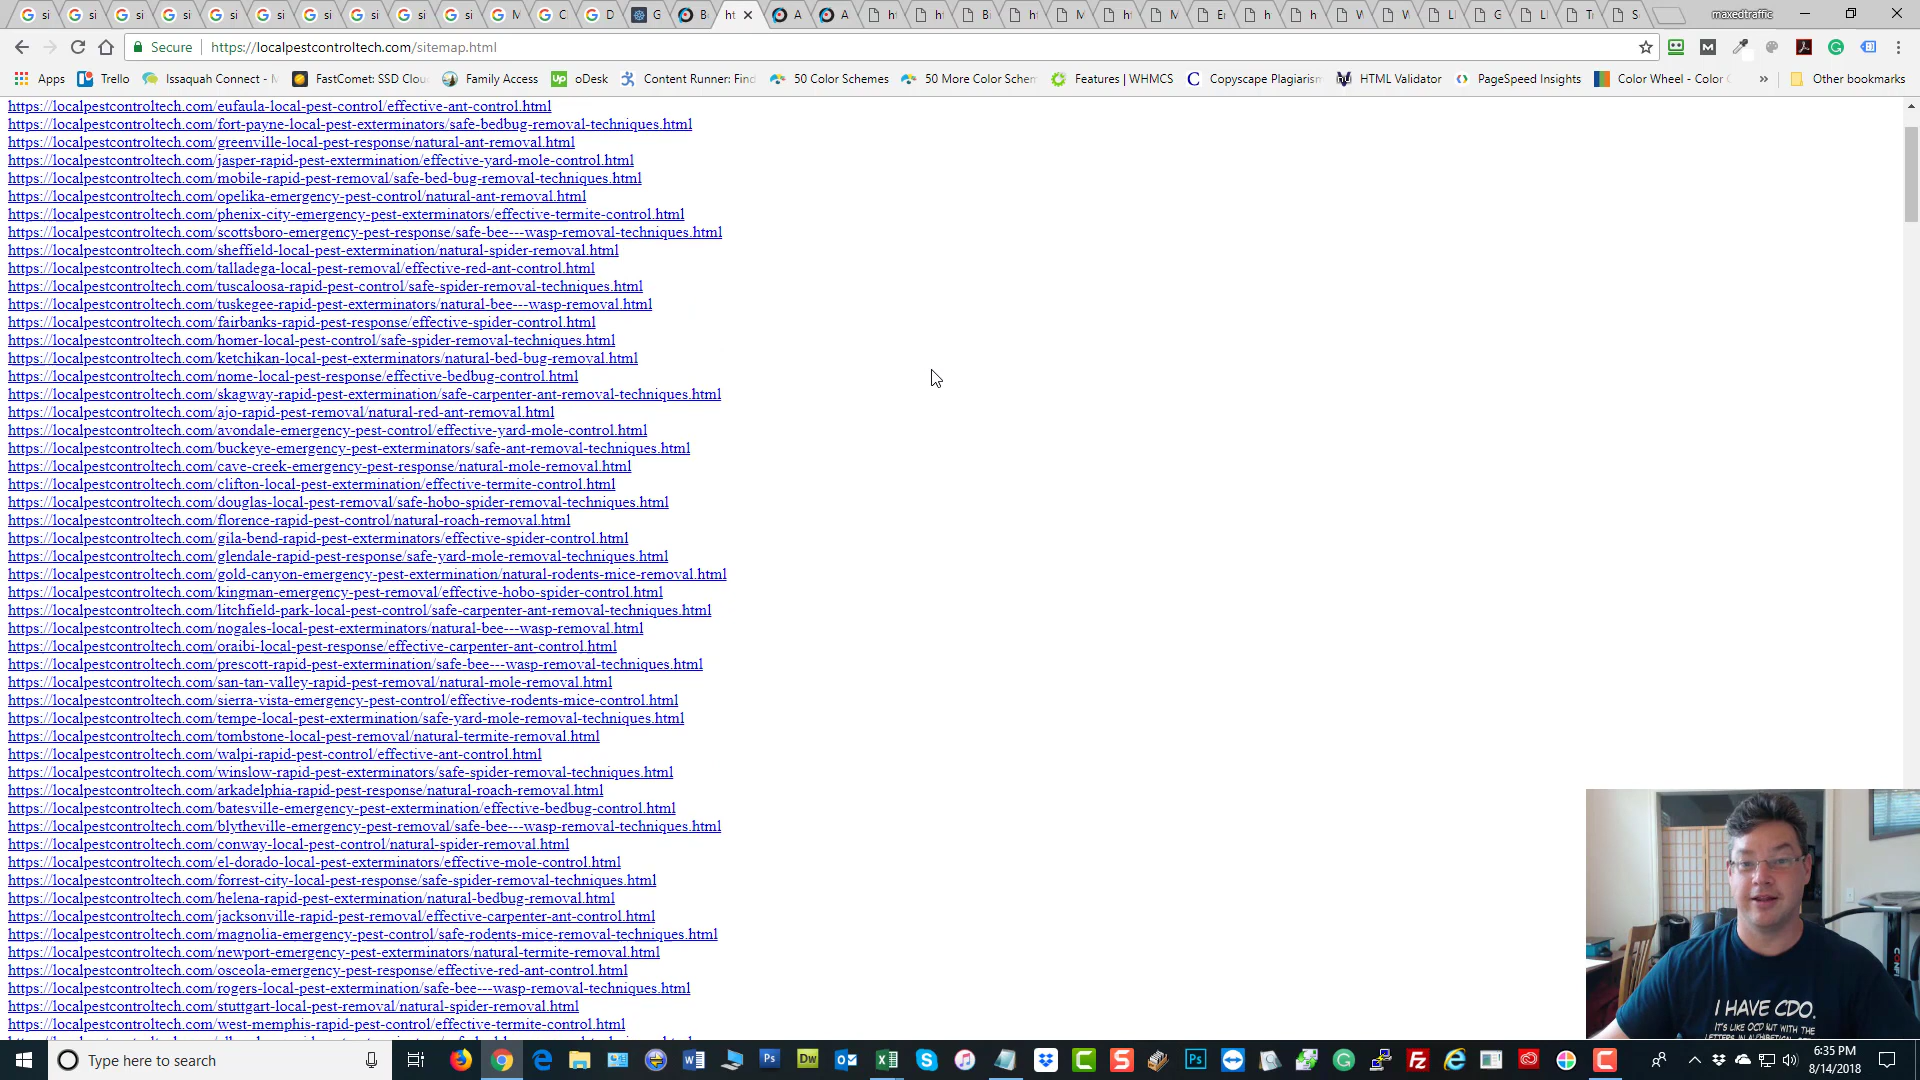 si si si si si si si si si si M C D G B ht A A ht ht Bi ht M ht M Er h h W W LI G LI Tr S maxedtraffic
Secure https://localpestcontroltech.com/sitemap.html
Apps Trello Issaquah Connect - FastComet: SSD Clou Family Access oDesk Content Runner: Find 50 Color Schemes 50 More Color Schem Features | WHMCS Copyscape Plagiarism HTML Validator PageSpeed Insights Color Wheel - Color » Other bookmarks
https://localpestcontroltech.com/eufaula-local-pest-control/effective-ant-control.html
https://localpestcontroltech.com/fort-payne-local-pest-exterminators/safe-bedbug-removal-techniques.html
https://localpestcontroltech.com/greenville-local-pest-response/natural-ant-removal.html
https://localpestcontroltech.com/jasper-rapid-pest-extermination/effective-yard-mole-control.html
https://localpestcontroltech.com/mobile-rapid-pest-removal/safe-bed-bug-removal-techniques.html
https://localpestcontroltech.com/opelika-emergency-pest-control/natural-ant-removal.html
https://localpestcontroltech.com/phenix-city-emergency-pest-exterminators/effective-termite-control.html
https://localpestcontroltech.com/scottsboro-emergency-pest-response/safe-bee---wasp-removal-techniques.html
https://localpestcontroltech.com/sheffield-local-pest-extermination/natural-spider-removal.html
https://localpestcontroltech.com/talladega-local-pest-removal/effective-red-ant-control.html
https://localpestcontroltech.com/tuscaloosa-rapid-pest-control/safe-spider-removal-techniques.html
https://localpestcontroltech.com/tuskegee-rapid-pest-exterminators/natural-bee---wasp-removal.html
https://localpestcontroltech.com/fairbanks-rapid-pest-response/effective-spider-control.html
https://localpestcontroltech.com/homer-local-pest-control/safe-spider-removal-techniques.html
https://localpestcontroltech.com/ketchikan-local-pest-exterminators/natural-bed-bug-removal.html
https://localpestcontroltech.com/nome-local-pest-response/effective-bedbug-control.html
https://localpestcontroltech.com/skagway-rapid-pest-extermination/safe-carpenter-ant-removal-techniques.html
https://localpestcontroltech.com/ajo-rapid-pest-removal/natural-red-ant-removal.html
https://localpestcontroltech.com/avondale-emergency-pest-control/effective-yard-mole-control.html
https://localpestcontroltech.com/buckeye-emergency-pest-exterminators/safe-ant-removal-techniques.html
https://localpestcontroltech.com/cave-creek-emergency-pest-response/natural-mole-removal.html
https://localpestcontroltech.com/clifton-local-pest-extermination/effective-termite-control.html
https://localpestcontroltech.com/douglas-local-pest-removal/safe-hobo-spider-removal-techniques.html
https://localpestcontroltech.com/florence-rapid-pest-control/natural-roach-removal.html
https://localpestcontroltech.com/gila-bend-rapid-pest-exterminators/effective-spider-control.html
https://localpestcontroltech.com/glendale-rapid-pest-response/safe-yard-mole-removal-techniques.html
https://localpestcontroltech.com/gold-canyon-emergency-pest-extermination/natural-rodents-mice-removal.html
https://localpestcontroltech.com/kingman-emergency-pest-removal/effective-hobo-spider-control.html
https://localpestcontroltech.com/litchfield-park-local-pest-control/safe-carpenter-ant-removal-techniques.html
https://localpestcontroltech.com/nogales-local-pest-exterminators/natural-bee---wasp-removal.html
https://localpestcontroltech.com/oraibi-local-pest-response/effective-carpenter-ant-control.html
https://localpestcontroltech.com/prescott-rapid-pest-extermination/safe-bee---wasp-removal-techniques.html
https://localpestcontroltech.com/san-tan-valley-rapid-pest-removal/natural-mole-removal.html
https://localpestcontroltech.com/sierra-vista-emergency-pest-control/effective-rodents-mice-control.html
https://localpestcontroltech.com/tempe-local-pest-extermination/safe-yard-mole-removal-techniques.html
https://localpestcontroltech.com/tombstone-local-pest-removal/natural-termite-removal.html
https://localpestcontroltech.com/walpi-rapid-pest-control/effective-ant-control.html
https://localpestcontroltech.com/winslow-rapid-pest-exterminators/safe-spider-removal-techniques.html
https://localpestcontroltech.com/arkadelphia-rapid-pest-response/natural-roach-removal.html
https://localpestcontroltech.com/batesville-emergency-pest-extermination/effective-bedbug-control.html
https://localpestcontroltech.com/blytheville-emergency-pest-removal/safe-bee---wasp-removal-techniques.html
https://localpestcontroltech.com/conway-local-pest-control/natural-spider-removal.html
https://localpestcontroltech.com/el-dorado-local-pest-exterminators/effective-mole-control.html
https://localpestcontroltech.com/forrest-city-local-pest-response/safe-spider-removal-techniques.html
https://localpestcontroltech.com/helena-rapid-pest-extermination/natural-bedbug-removal.html
https://localpestcontroltech.com/jacksonville-rapid-pest-removal/effective-carpenter-ant-control.html
https://localpestcontroltech.com/magnolia-emergency-pest-control/safe-rodents-mice-removal-techniques.html
https://localpestcontroltech.com/newport-emergency-pest-exterminators/natural-termite-removal.html
https://localpestcontroltech.com/osceola-emergency-pest-response/effective-red-ant-control.html
https://localpestcontroltech.com/rogers-local-pest-extermination/safe-bee---wasp-removal-techniques.html
https://localpestcontroltech.com/stuttgart-local-pest-removal/natural-spider-removal.html
https://localpestcontroltech.com/west-memphis-rapid-pest-control/effective-termite-control.html
I HAVE CDO.
IT'S LIKE OCD BUT WITH THE
LETTERS IN ALPHABETICAL
Type here to search
6:35 PM
8/14/2018